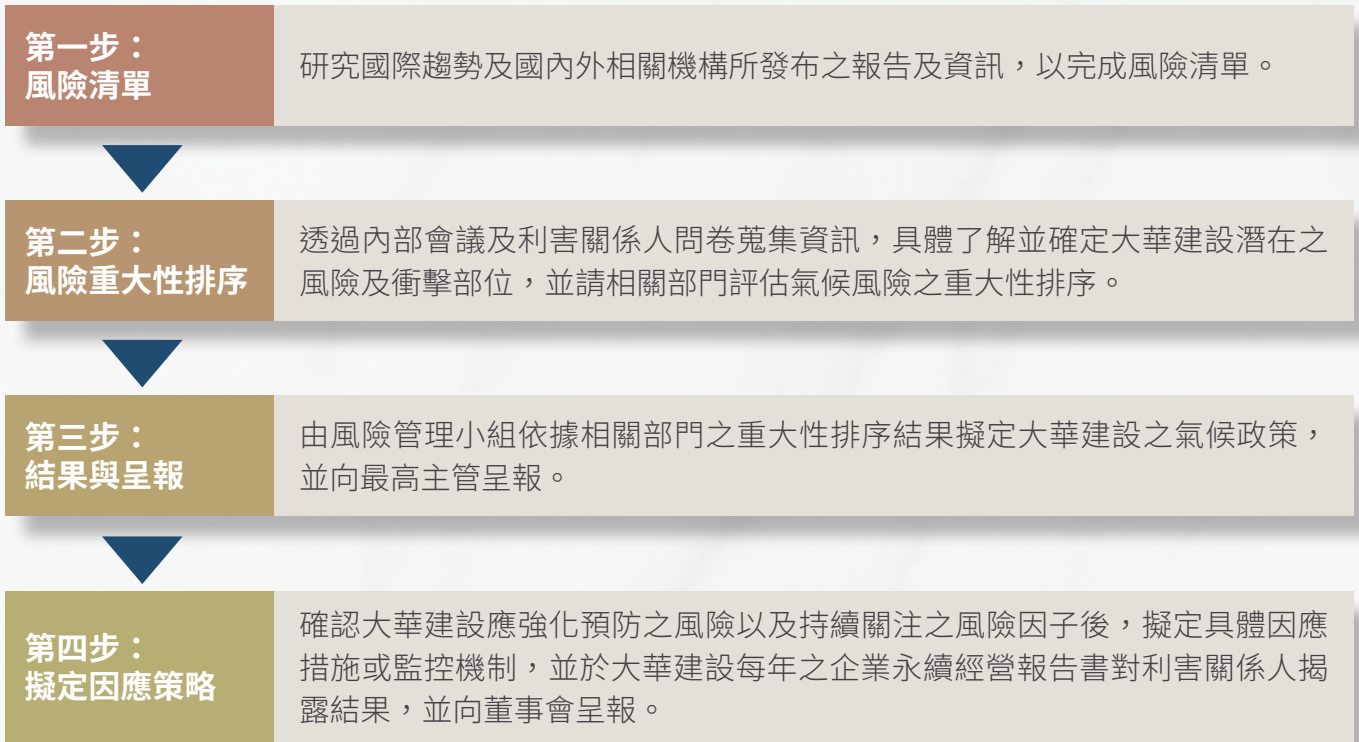 第一步：
風險清單
研究國際趨勢及國內外相關機構所發布之報告及資訊，以完成風險清單。
第二步：
風險重大性排序
透過內部會議及利害關係人問卷蒐集資訊，具體了解並確定大華建設潛在之
風險及衝擊部位，並請相關部門評估氣候風險之重大性排序。
第三步：
結果與呈報
由風險管理小組依據相關部門之重大性排序結果擬定大華建設之氣候政策，
並向最高主管呈報。
第四步：
擬定因應策略
確認大華建設應強化預防之風險以及持續關注之風險因子後，擬定具體因應
措施或監控機制，並於大華建設每年之企業永續經營報告書對利害關係人揭
露結果，並向董事會呈報。